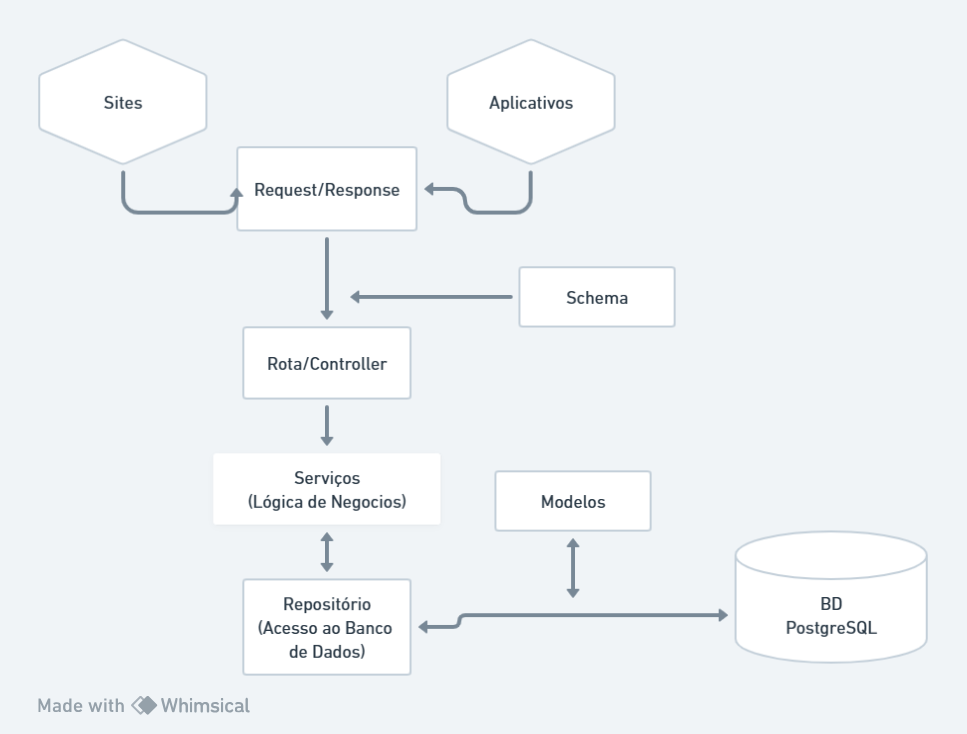 Sites
Aplicativos
Request/Response
Schema
Rota/Controller
Serviços
(Lógica de Negocios)
Modelos
Repositório
(Acesso ao Banco
de Dados)
BD
PostgreSQL
Made with Whimsical